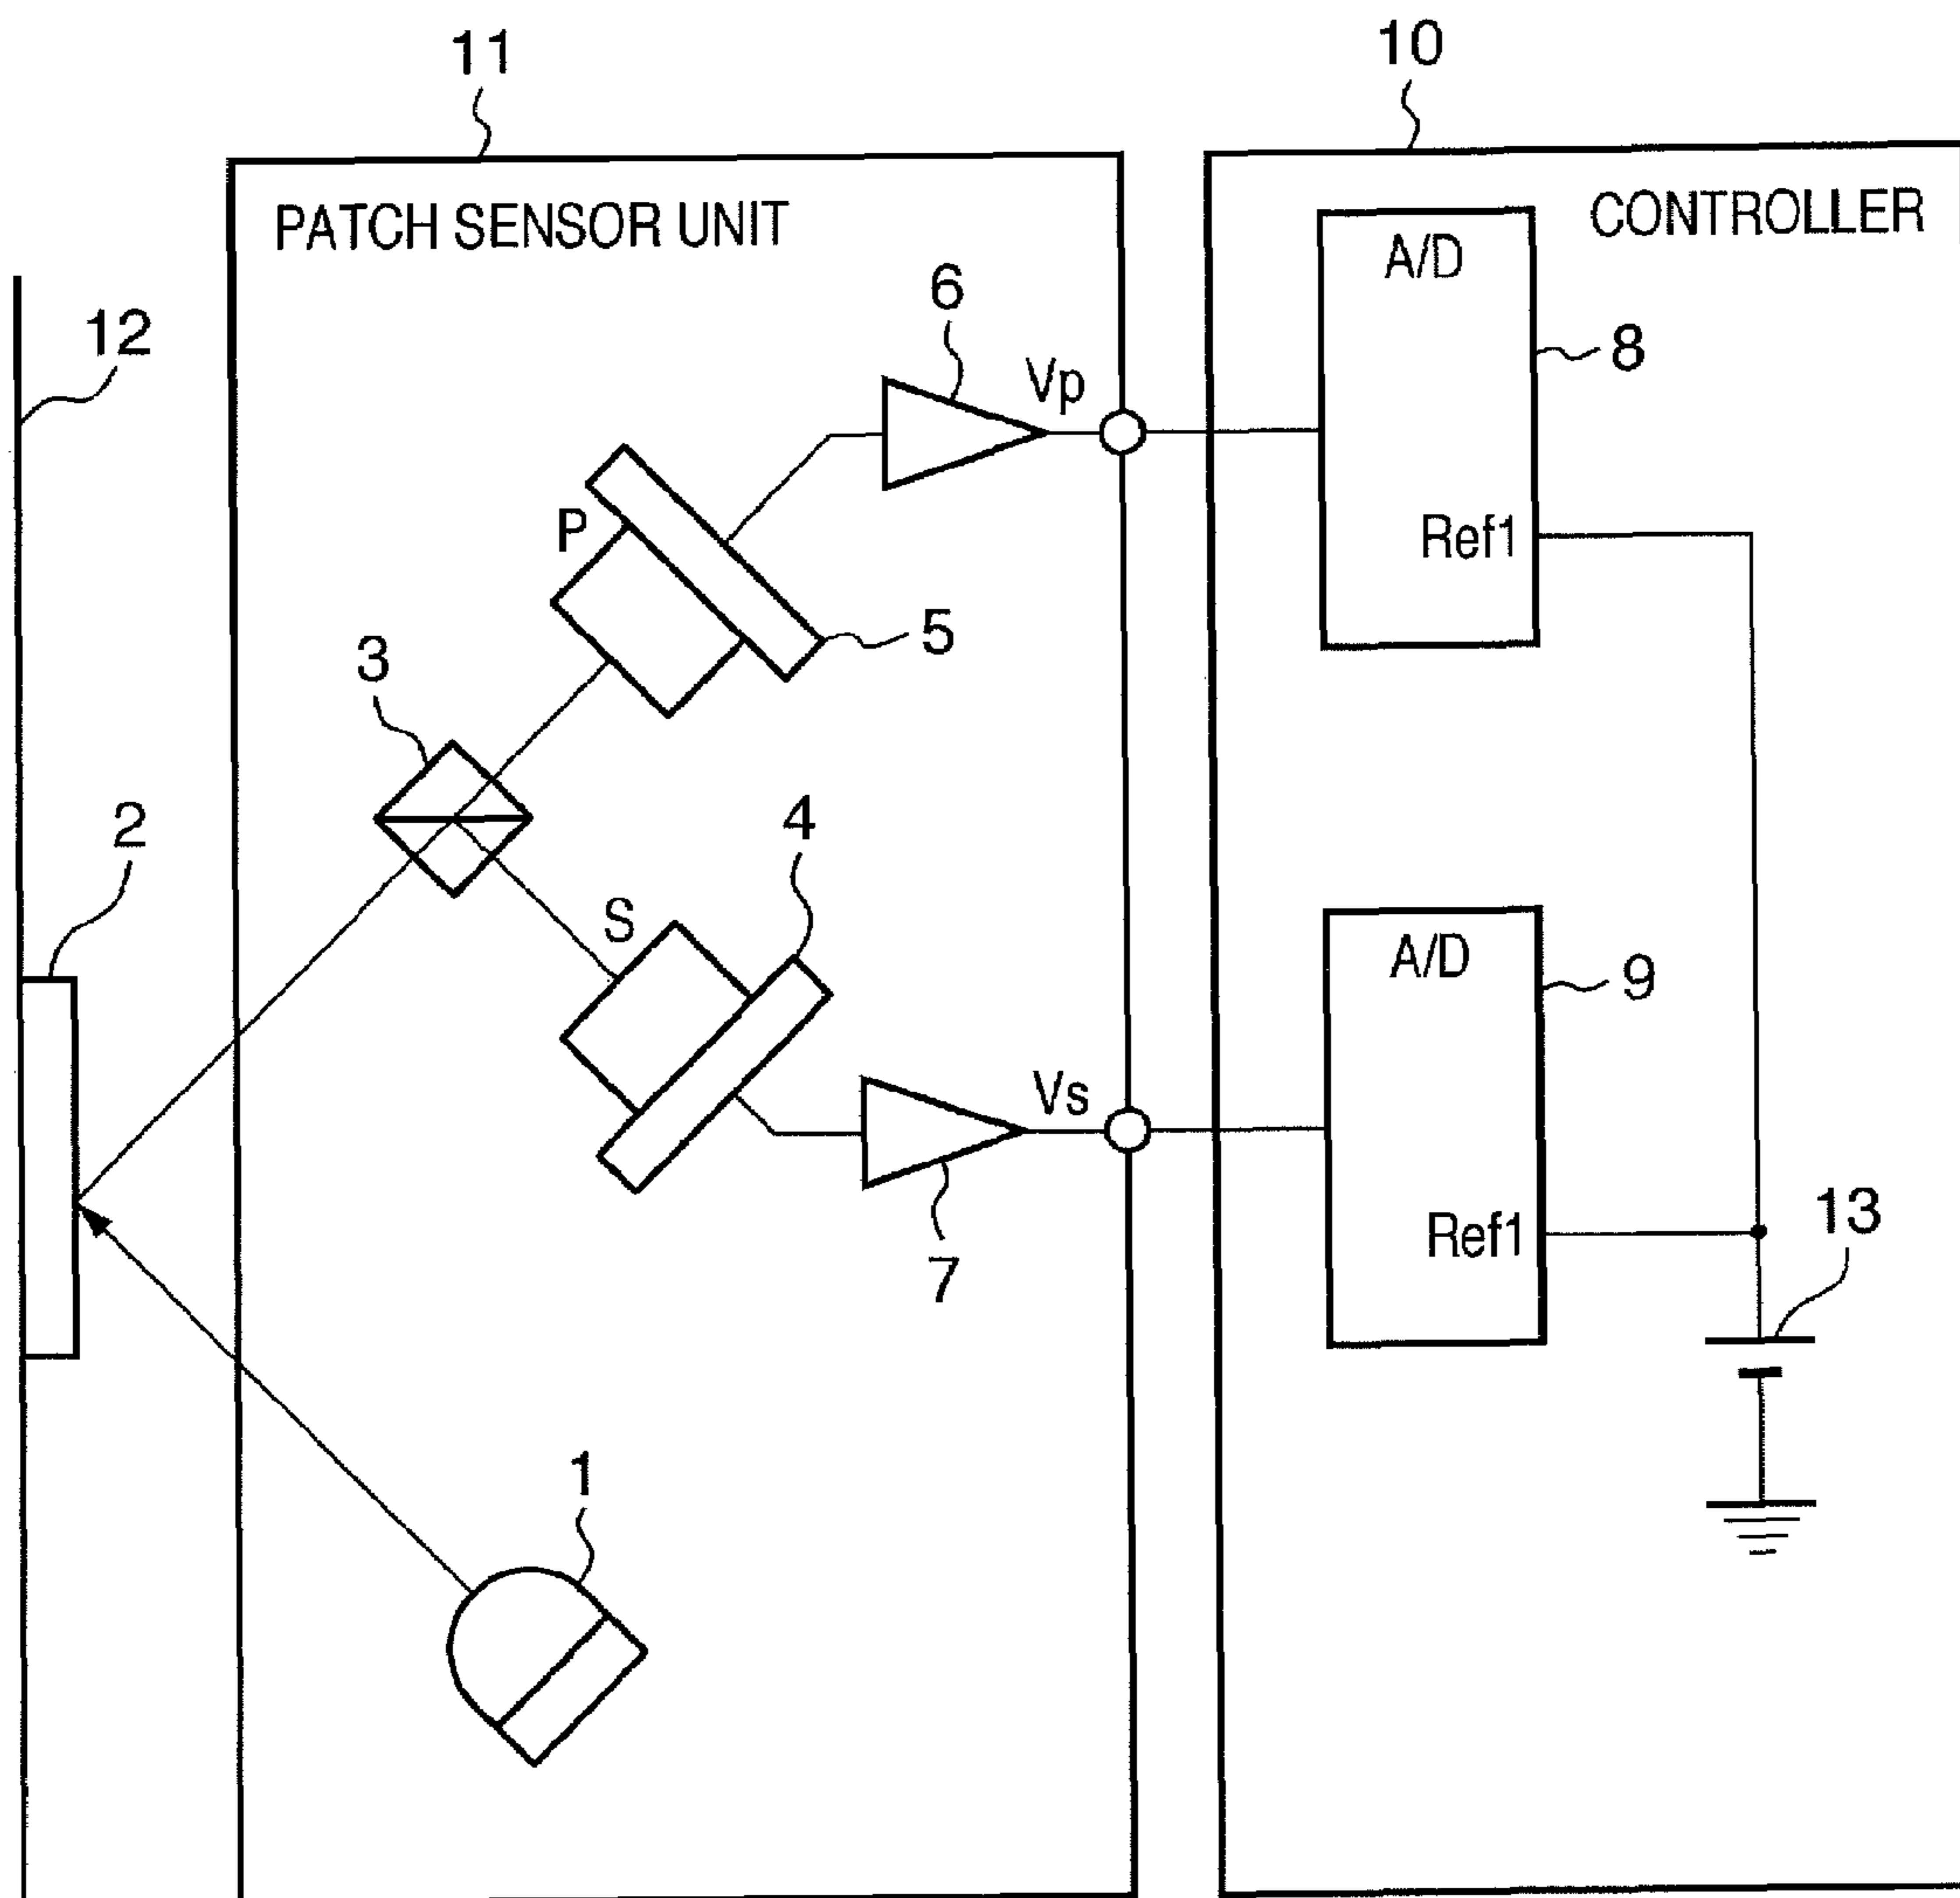 11
10
PATCH SENSOR UNIT
CONTROLLER
A/D
6
12
Vp
8
P
Ref1
5
3
4
2
S
A/D
9
Vs
13
Ref1
7
1